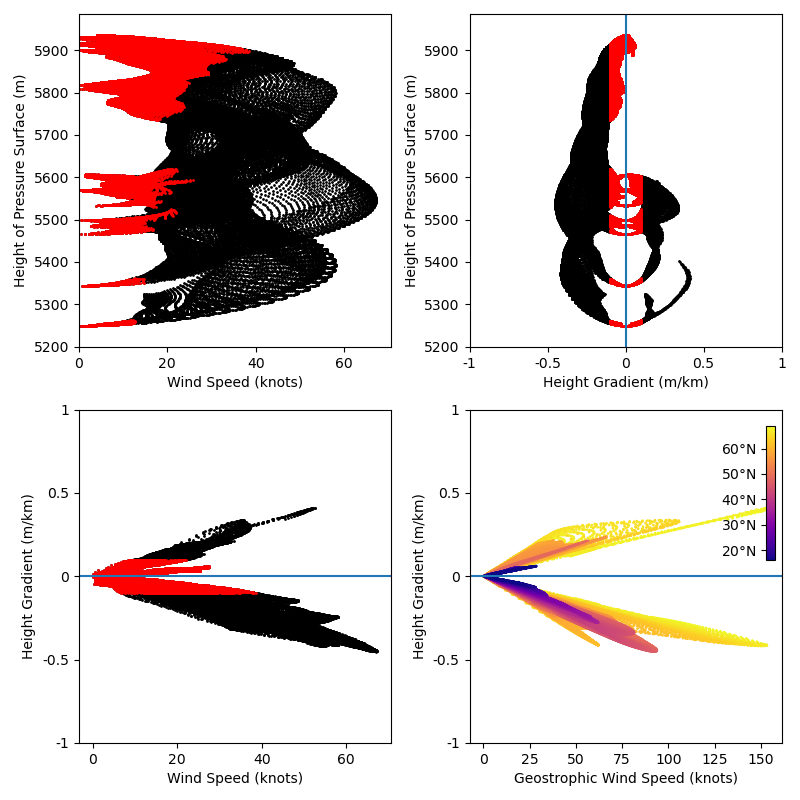 5900
5800
5700
5600
5500
5400
5300
5200
Height of Pressure Surface (m)
0 20 40 60
Wind Speed (knots)
5900
5800
5700
5600
5500
5400
5300
5200
Height of Pressure Surface (m)
-1 -0.5 0 0.5 1
Height Gradient (m/km)
1
0.5
0
-0.5
-1
Height Gradient (m/km)
0 20 40 60
Wind Speed (knots)
1
0.5
0
-0.5
-1
Height Gradient (m/km)
60°N
50°N
40°N
30°N
20°N
0 25 50 75 100 125 150
Geostrophic Wind Speed (knots)